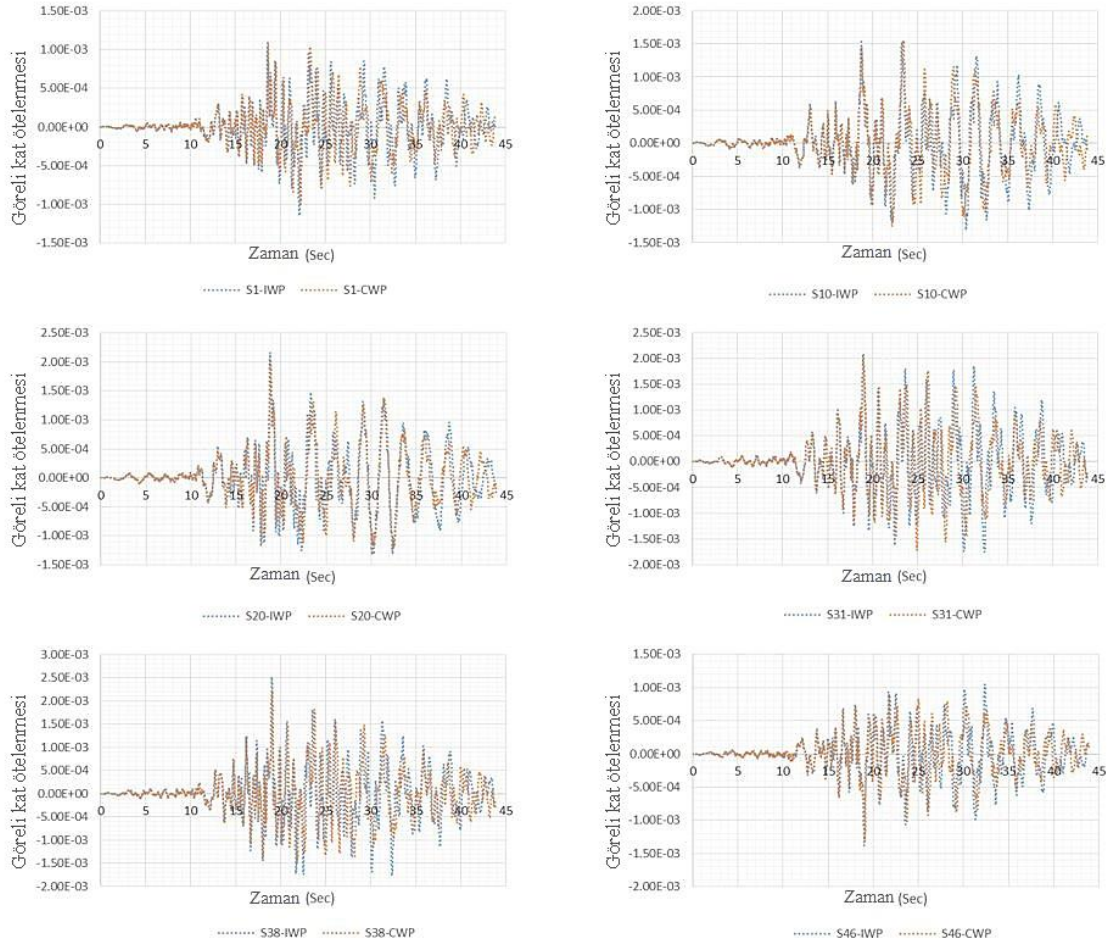 1.50E-03
1.00E-03
5.00E-04
0.00E+00
-5.00E-04
-1.00E-03
-1.50E-03
0 5 10 15 20 25 30 35 40 45
Göreli kat ötelenmesi
Zaman (Sec)
S1-IWP S1-CWP
2.00E-03
1.50E-03
1.00E-03
5.00E-04
0.00E+00
-5.00E-04
-1.00E-03
-1.50E-03
0 5 10 15 20 25 30 35 40 45
Göreli kat ötelenmesi
Zaman (Sec)
S10-IWP S10-CWP
2.50E-03
2.00E-03
1.50E-03
1.00E-03
5.00E-04
0.00E+00
-5.00E-04
-1.00E-03
-1.50E-03
0 5 10 15 20 25 30 35 40 45
Göreli kat ötelenmesi
Zaman (Sec)
S20-IWP S20-CWP
2.50E-03
2.00E-03
1.50E-03
1.00E-03
5.00E-04
0.00E+00
-5.00E-04
-1.00E-03
-1.50E-03
-2.00E-03
0 5 10 15 20 25 30 35 40 45
Göreli kat ötelenmesi
Zaman (Sec)
S31-IWP S31-CWP
3.00E-03
2.50E-03
2.00E-03
1.50E-03
1.00E-03
5.00E-04
0.00E+00
-5.00E-04
-1.00E-03
-1.50E-03
-2.00E-03
0 5 10 15 20 25 30 35 40 45
Göreli kat ötelenmesi
Zaman (Sec)
S38-IWP S38-CWP
1.50E-03
1.00E-03
5.00E-04
0.00E+00
-5.00E-04
-1.00E-03
-1.50E-03
-2.00E-03
0 5 10 15 20 25 30 35 40 45
Göreli kat ötelenmesi
Zaman (Sec)
S46-IWP S46-CWP